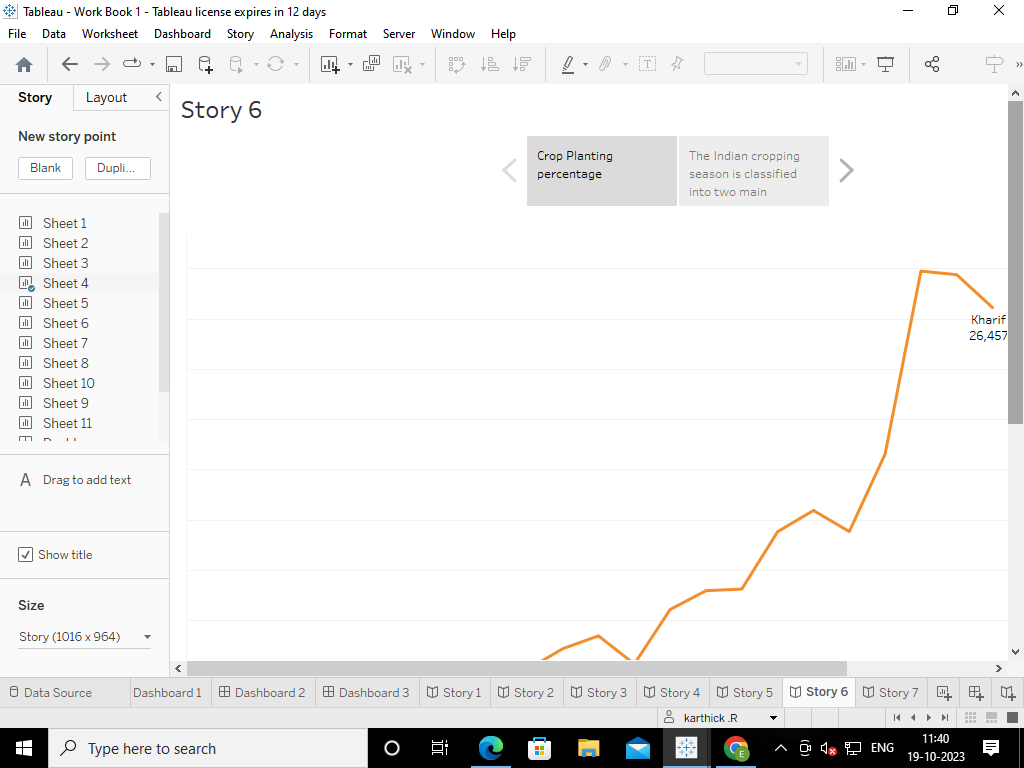 Tableau - Work Book 1 - Tableau license expires in 12 days
File Data Worksheet Dashboard Story Analysis Format Server Window Help
Story Layout
Story 6
New story point
Blank Dupli...
Crop Planting
percentage
The Indian cropping
season is classified
into two main
Sheet 1
Sheet 2
Sheet 3
Sheet 4
Sheet 5
Sheet 6
Sheet 7
Sheet 8
Sheet 10
Sheet 9
Sheet 11
Kharif
26,457
A Drag to add text
Show title
Size
Story (1016 x 964)
Data Source Dashboard 1 Dashboard 2 Dashboard 3 Story 1 Story 2 Story 3 Story 4 Story 5 Story 6 Story 7
karthick .R
Type here to search
E
ENG
11:40
19-10-2023